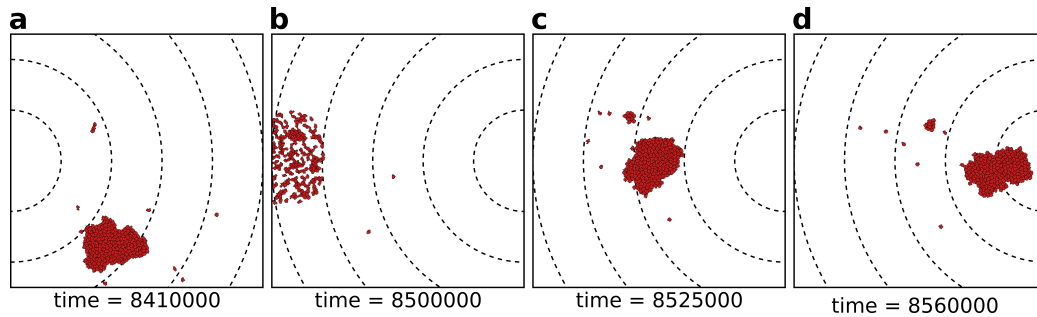 a
b
c
d
time = 8410000
time = 8500000
time = 8525000
time = 8560000